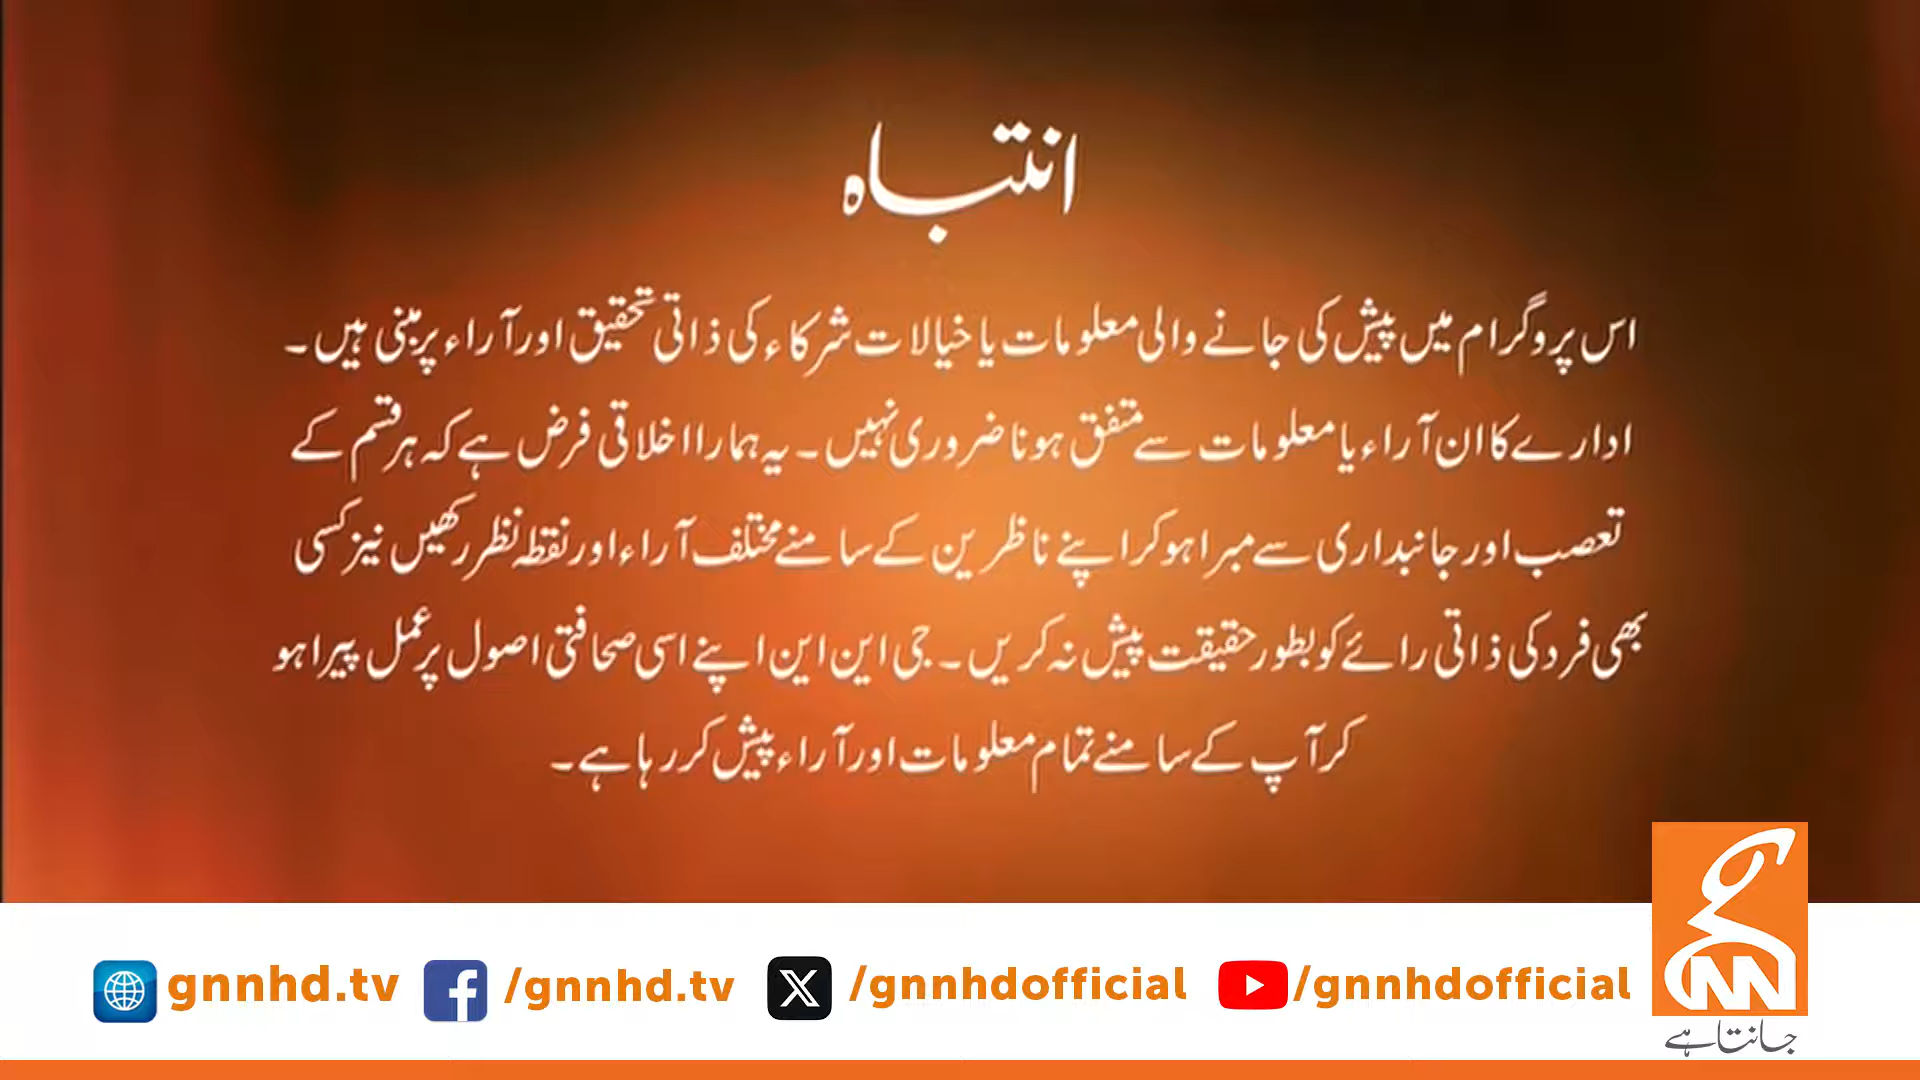 انتباہ
اس پروگرام میں پیش کی جانے والی معلومات یا خیالات شرکاء کی ذاتی تحقیق اور آراء پر مبنی ہیں۔
ادارے کا ان آراء یا معلومات سے متفق ہونا ضروری نہیں۔ یہ ہمارا اخلاقی فرض ہے کہ ہر قسم کے
تعصب اور جانبداری سے مبرا ہو کر اپنے ناظرین کے سامنے مختلف آراء اور نقطہ نظر رکھیں نیز کسی
بھی فرد کی ذاتی رائے کو بطور حقیقت پیش نہ کریں۔ جی این این اپنے اسی صحافتی اصول پر عمل پیرا ہو
کر آپ کے سامنے تمام معلومات اور آراء پیش کر رہا ہے۔
gnnhd.tv /gnnhd.tv /gnnhdofficial /gnnhdofficial
GNN
جانتا ہے